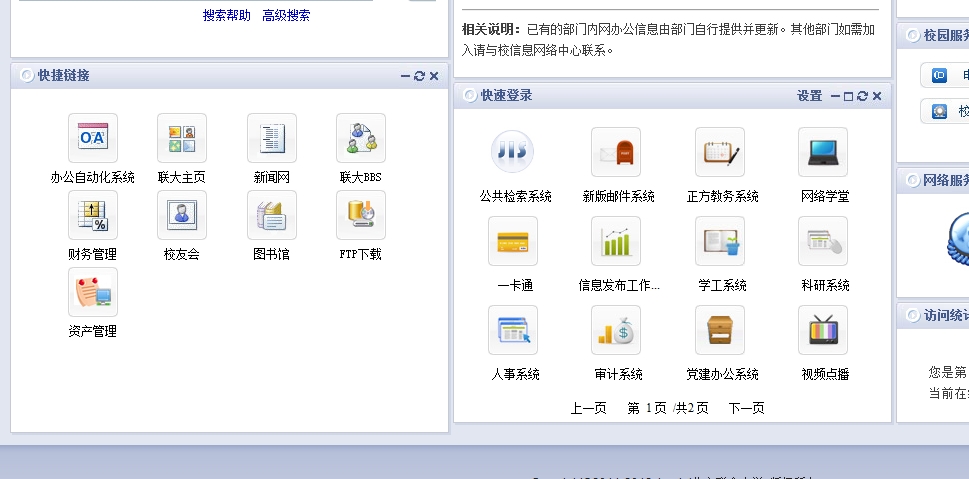 搜索帮助 高级搜索
快捷链接
办公自动化系统 联大主页 新闻网 联大BBS
财务管理 校友会 图书馆 FTP下载
资产管理
相关说明：已有的部门内网办公信息由部门自行提供并更新。其他部门如需加
入请与校信息网络中心联系。
快速登录 设置
JIS
公共检索系统 新版邮件系统 正方教务系统 网络学堂
一卡通 信息发布工作... 学工系统 科研系统
人事系统 审计系统 党建办公系统 视频点播
上一页 第 1页 /共2页 下一页
校园服务
校
网络服务
访问统计
您是第
当前在